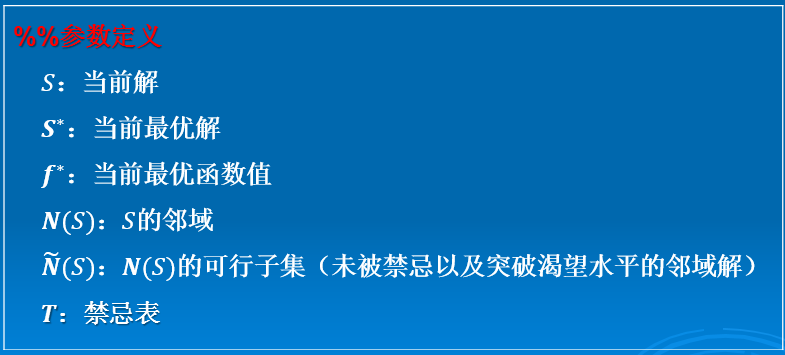 %%参数定义
S：当前解
S*：当前最优解
f*：当前最优函数值
N(S)：S的邻域
Ñ(S)：N(S)的可行子集（未被禁忌以及突破渴望水平的邻域解）
T：禁忌表